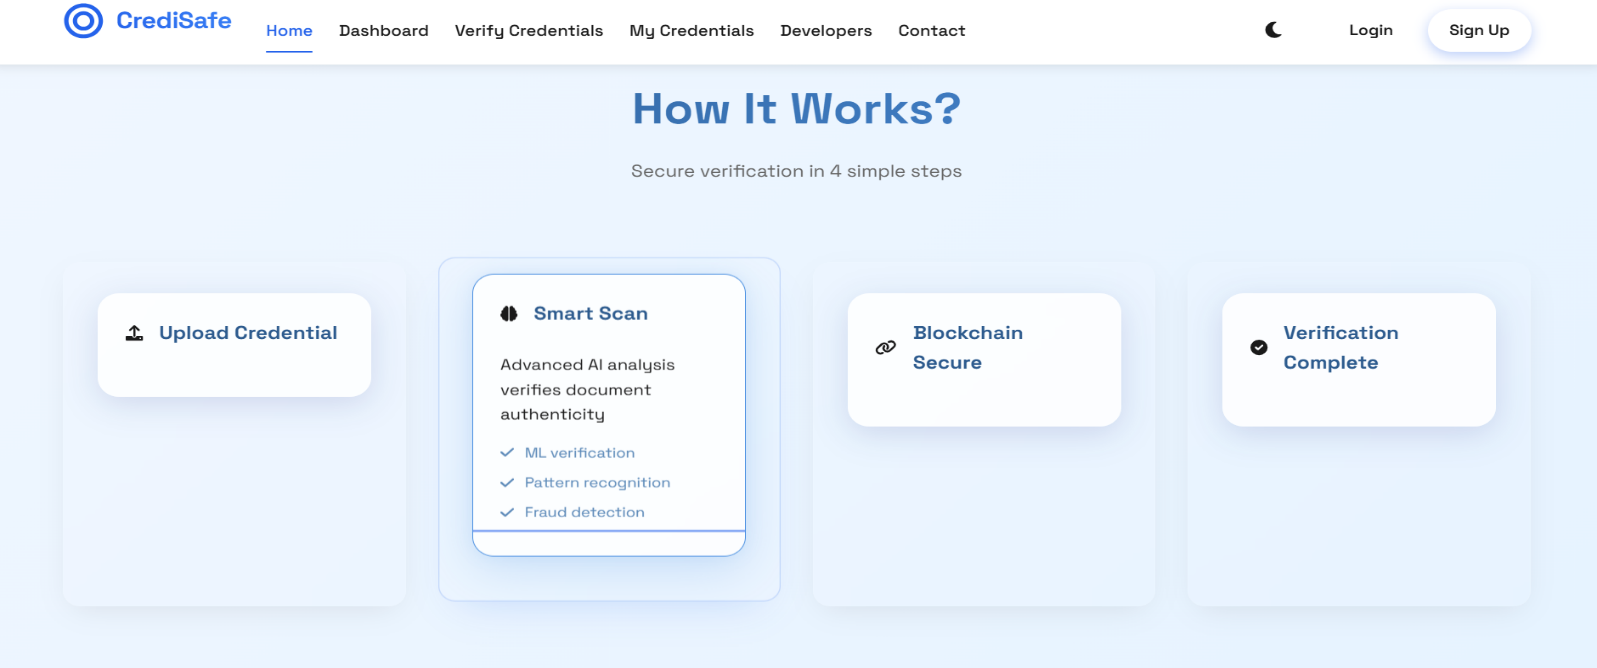 CrediSafe
Home
Dashboard
Verify Credentials
My Credentials
Developers
Contact
Login
Sign Up
How It Works?
Secure verification in 4 simple steps
Upload Credential
Smart Scan
Advanced AI analysis
verifies document
authenticity
ML verification
Pattern recognition
Fraud detection
Blockchain
Secure
Verification
Complete